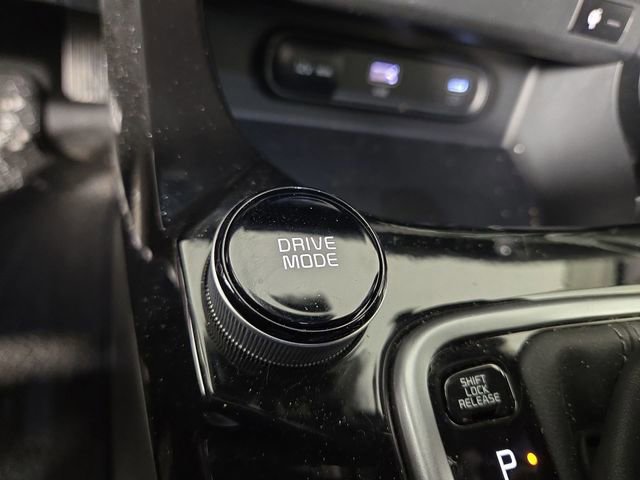 DRIVE
MODE
SHIFT
LOCK
RELEASE
P